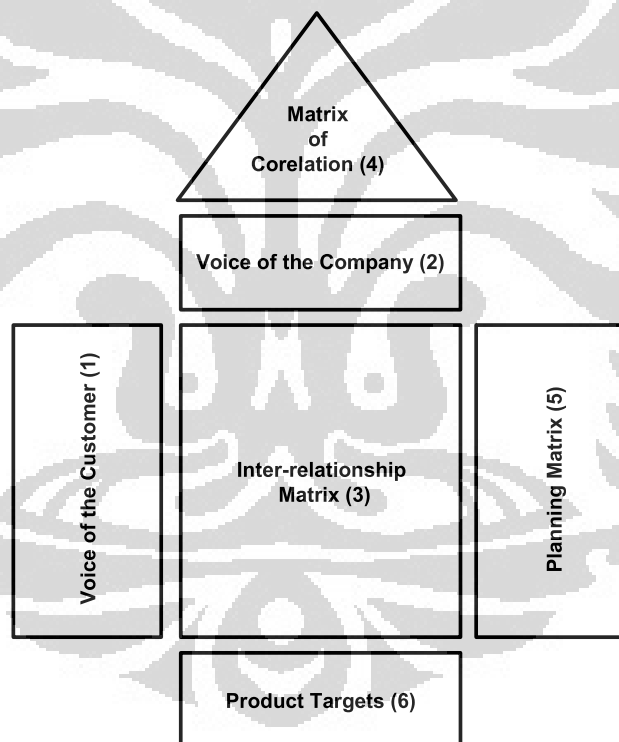 Matrix
of
Corelation (4)
Voice of the Company (2)
Voice of the Customer (1)
Inter-relationship
Matrix (3)
Planning Matrix (5)
Product Targets (6)